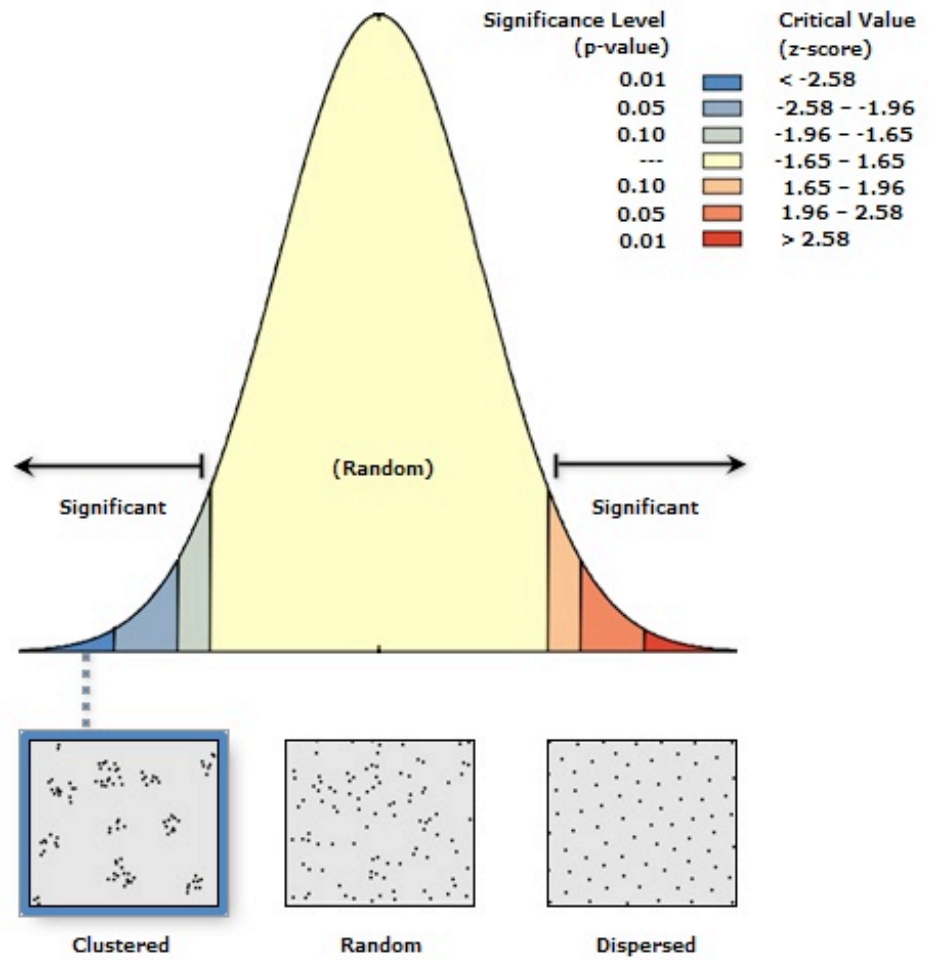 Significance Level Critical Value
(p-value) (z-score)
0.01 < -2.58
0.05 -2.58 – -1.96
0.10 -1.96 – -1.65
--- -1.65 – 1.65
0.10 1.65 – 1.96
0.05 1.96 – 2.58
0.01 > 2.58
(Random)
Significant Significant
Clustered Random Dispersed